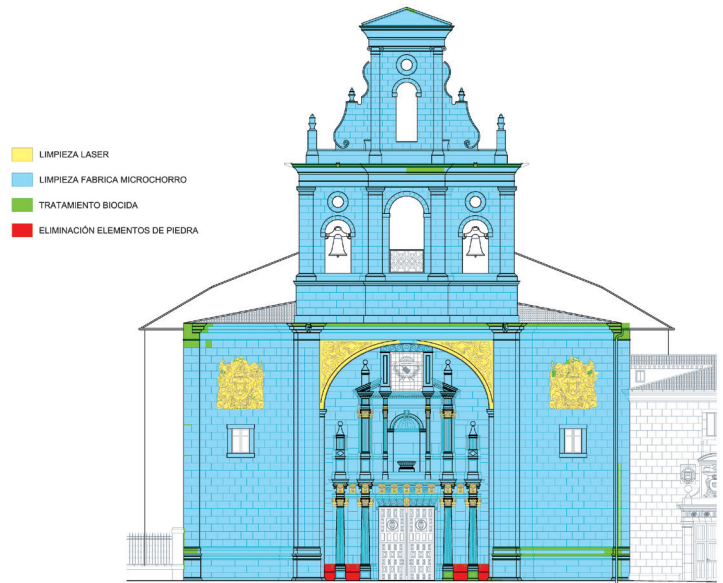 LIMPIEZA LASER
LIMPIEZA FABRICA MICROCHORRO
TRATAMIENTO BIOCIDA
ELIMINACIÓN ELEMENTOS DE PIEDRA